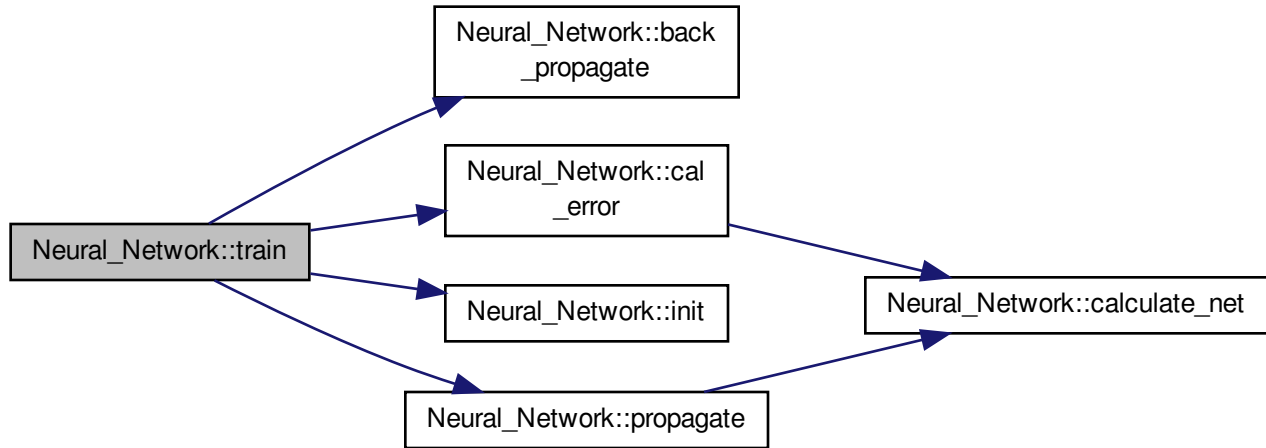 Neural_Network::back
_propagate
Neural_Network::cal
_error
Neural_Network::train
Neural_Network::init
Neural_Network::calculate_net
Neural_Network::propagate